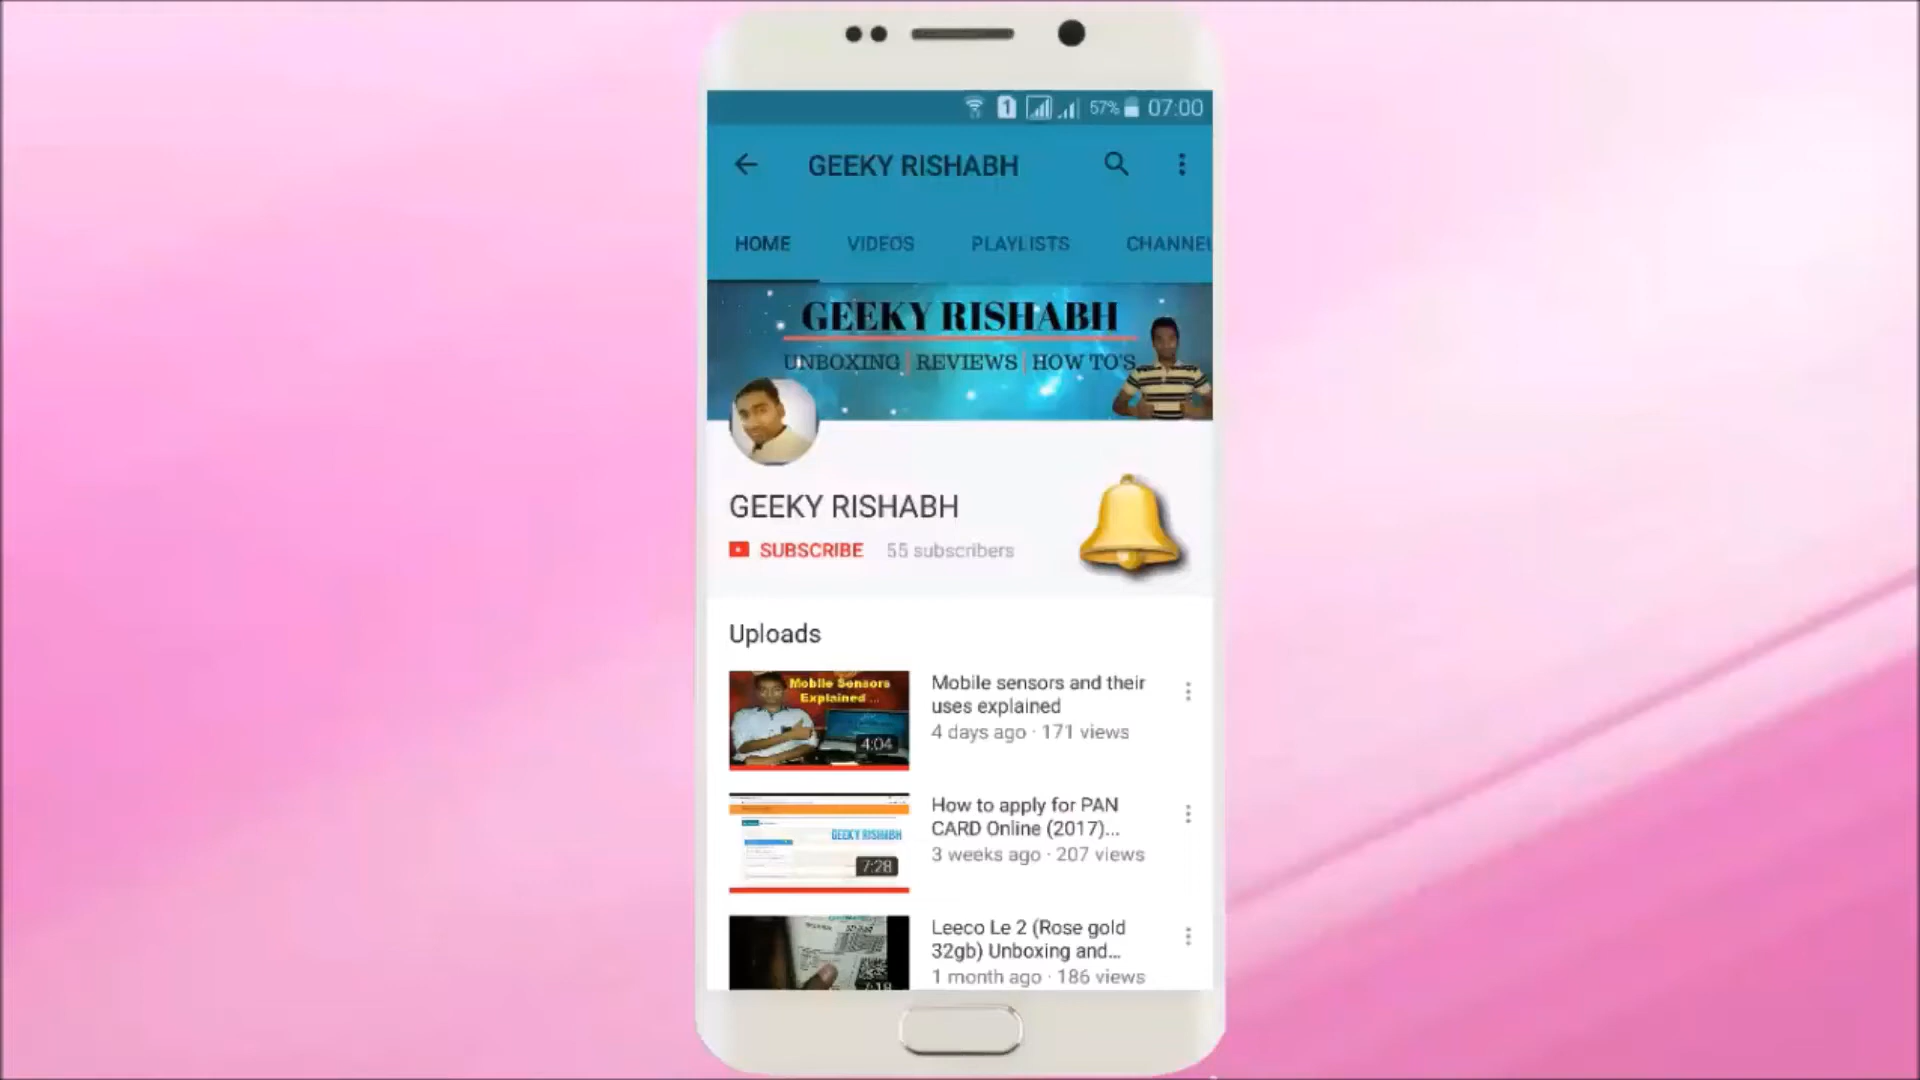 1 57% 07:00
GEEKY RISHABH
HOME VIDEOS PLAYLISTS CHANNEL
GEEKY RISHABH
UNBOXING | REVIEWS | HOW TO'S
GEEKY RISHABH
SUBSCRIBE 55 subscribers
Uploads
Mobile Sensors
Explained ...
4:04
Mobile sensors and their
uses explained
4 days ago · 171 views
GEEKY RISHABH
7:28
How to apply for PAN
CARD Online (2017)...
3 weeks ago · 207 views
7:18
Leeco Le 2 (Rose gold
32gb) Unboxing and...
1 month ago · 186 views